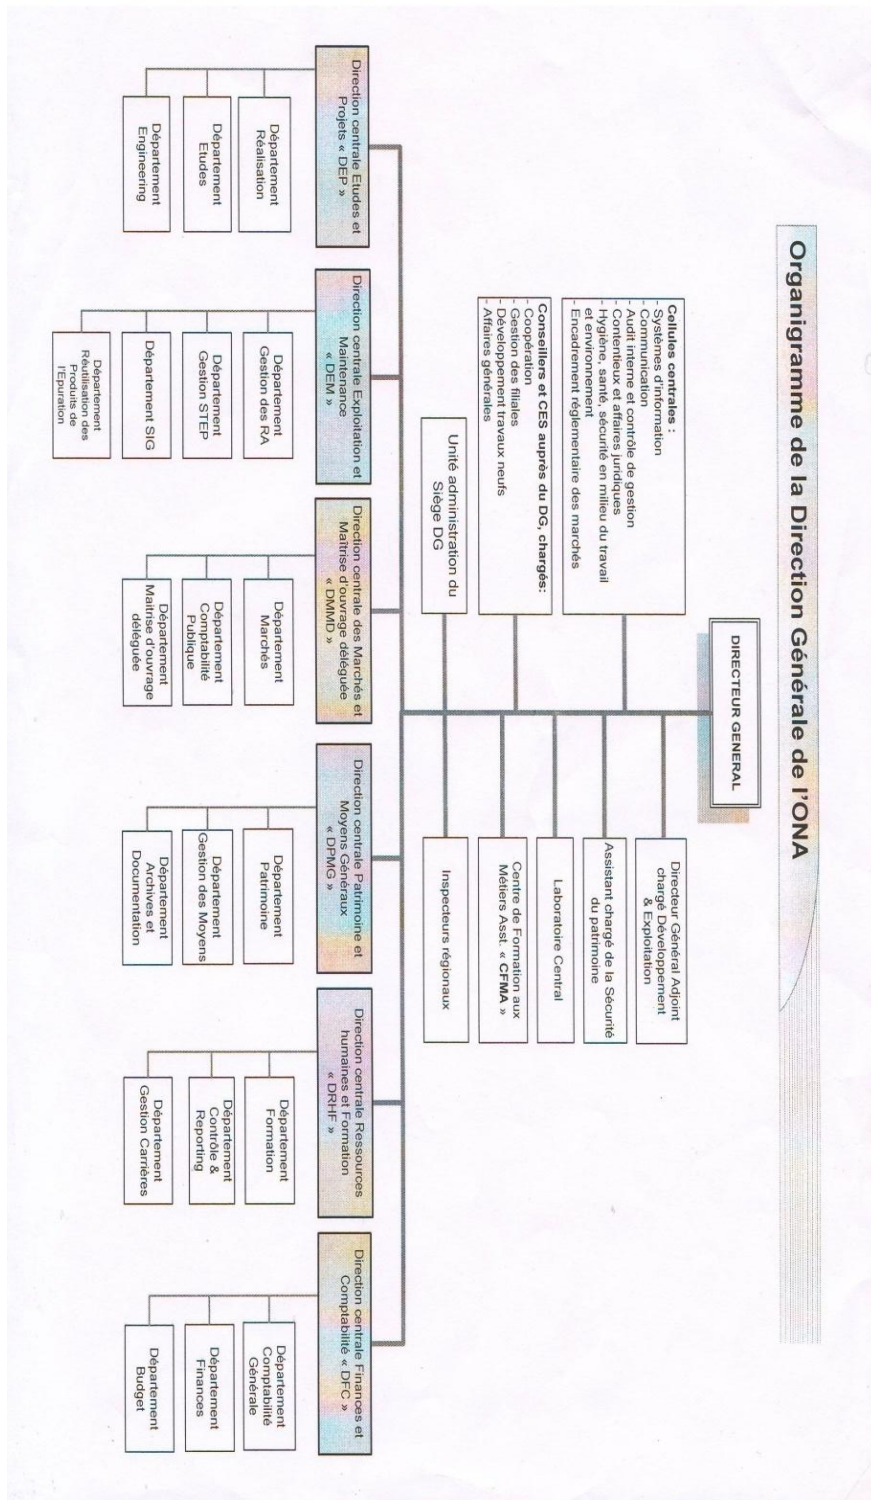 Organigramme de la Direction Générale de l'ONA
DIRECTEUR GENERAL
Cellules centrales :
- Systèmes d'information
- Communication
- Audit interne et contrôle de gestion
- Contentieux et affaires juridiques
- Hygiène, santé, sécurité en milieu du travail
et environnement
- Encadrement réglementaire des marchés
Conseillers et CES auprès du DG, chargés:
- Coopération
- Gestion des filiales
- Développement travaux neufs
- Affaires générales
Unité administration du
Siège DG
Directeur Général Adjoint
chargé Développement
& Exploitation
Assistant chargé de la Sécurité
du patrimoine
Laboratoire Central
Centre de Formation aux
Métiers Asst. « CFMA »
Inspecteurs régionaux
Direction centrale Etudes et
Projets « DEP »
Département
Réalisation
Département
Etudes
Département
Engineering
Direction centrale Exploitation et
Maintenance
« DEM »
Département
Gestion des RA
Département
Gestion STEP
Département SIG
Département
Réutilisation des
Produits de
l'Epuration
Direction centrale des Marchés et
Maîtrise d'ouvrage déléguée
« DMMD »
Département
Marchés
Département
Comptabilité
Publique
Département
Maitrise d'ouvrage
déléguée
Direction centrale Patrimoine et
Moyens Généraux
« DPMG »
Département
Patrimoine
Département
Gestion des Moyens
Département
Archives et
Documentation
Direction centrale Ressources
humaines et Formation
« DRHF »
Département
Formation
Département
Contrôle &
Reporting
Département
Gestion Carrières
Direction centrale Finances et
Comptabilité « DFC »
Département
Comptabilité
Générale
Département
Finances
Département
Budget